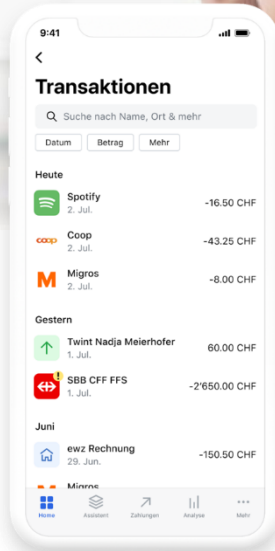 9:41
Transaktionen
Suche nach Name, Ort & mehr
Datum Betrag Mehr
Heute
Spotify
-16.50 CHF
2. Jul.
coop
Coop
-43.25 CHF
2. Jul.
M
Migros
-8.00 CHF
2. Jul.
Gestern
Twint Nadja Meierhofer
60.00 CHF
1. Jul.
SBB CFF FFS
-2'650.00 CHF
1. Jul.
Juni
ewz Rechnung
-150.50 CHF
29. Jun.
Migros
Home Assistent Zahlungen Analyse Mehr